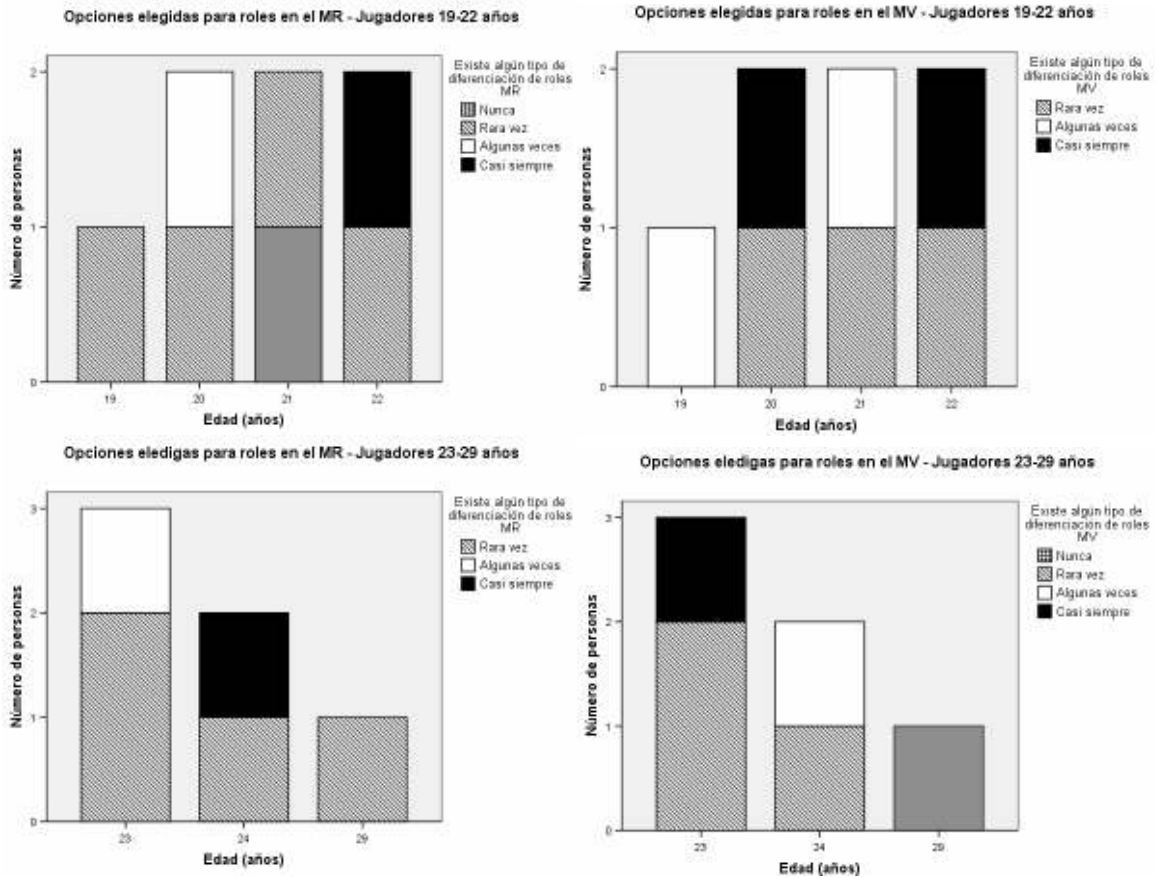 Opciones elegidas para roles en el MR - Jugadores 19-22 años
Número de personas
2
1
0
19
20
21
22
Edad (años)
Existe algún tipo de
diferenciación de roles
MR
Nunca
Rara vez
Algunas veces
Casi siempre
Opciones elegidas para roles en el MV - Jugadores 19-22 años
Número de personas
2
1
0
19
20
21
22
Edad (años)
Existe algún tipo de
diferenciación de roles
MV
Rara vez
Algunas veces
Casi siempre
Opciones eledigas para roles en el MR - Jugadores 23-29 años
Número de personas
3
2
1
0
23
24
29
Edad (años)
Existe algún tipo de
diferenciación de roles
MR
Rara vez
Algunas veces
Casi siempre
Opciones eledigas para roles en el MV - Jugadores 23-29 años
Número de personas
3
2
1
0
23
24
29
Edad (años)
Existe algún tipo de
diferenciación de roles
MV
Nunca
Rara vez
Algunas veces
Casi siempre